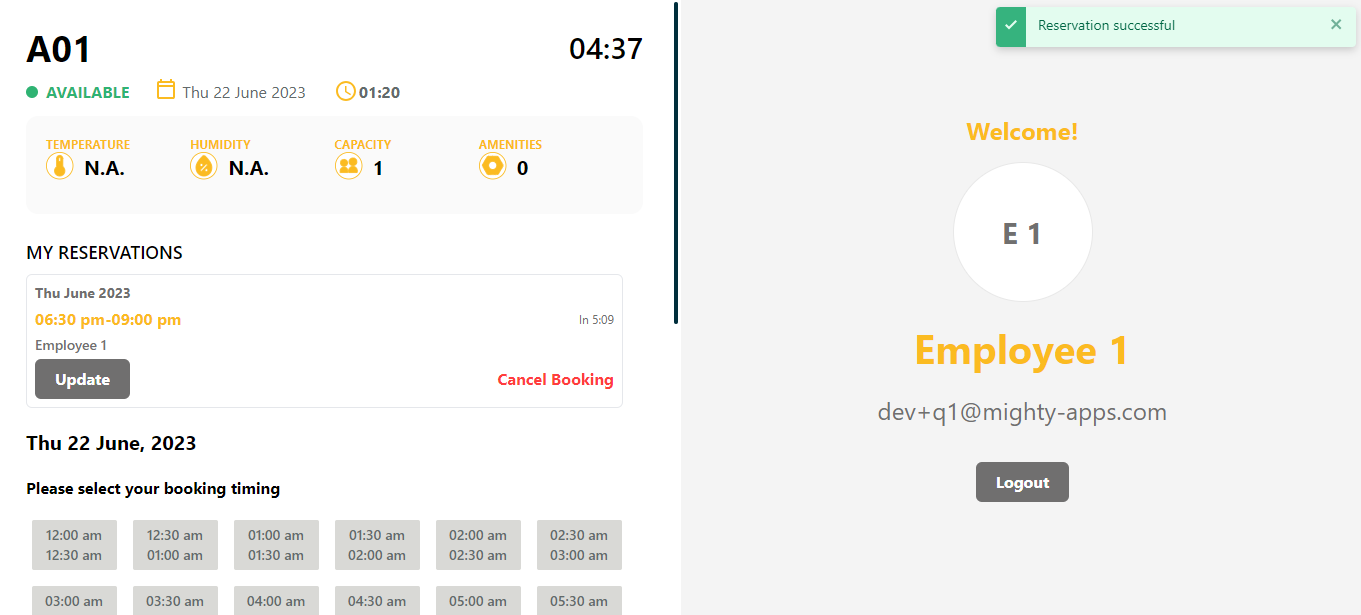 A01
04:37
AVAILABLE
Thu 22 June 2023
01:20
TEMPERATURE
N.A.
HUMIDITY
N.A.
CAPACITY
1
AMENITIES
0
MY RESERVATIONS
Thu June 2023
06:30 pm-09:00 pm
In 5:09
Employee 1
Update
Cancel Booking
Thu 22 June, 2023
Please select your booking timing
12:00 am
12:30 am
12:30 am
01:00 am
01:00 am
01:30 am
01:30 am
02:00 am
02:00 am
02:30 am
02:30 am
03:00 am
03:00 am
03:30 am
04:00 am
04:30 am
05:00 am
05:30 am
Reservation successful
Welcome!
E 1
Employee 1
dev+q1@mighty-apps.com
Logout